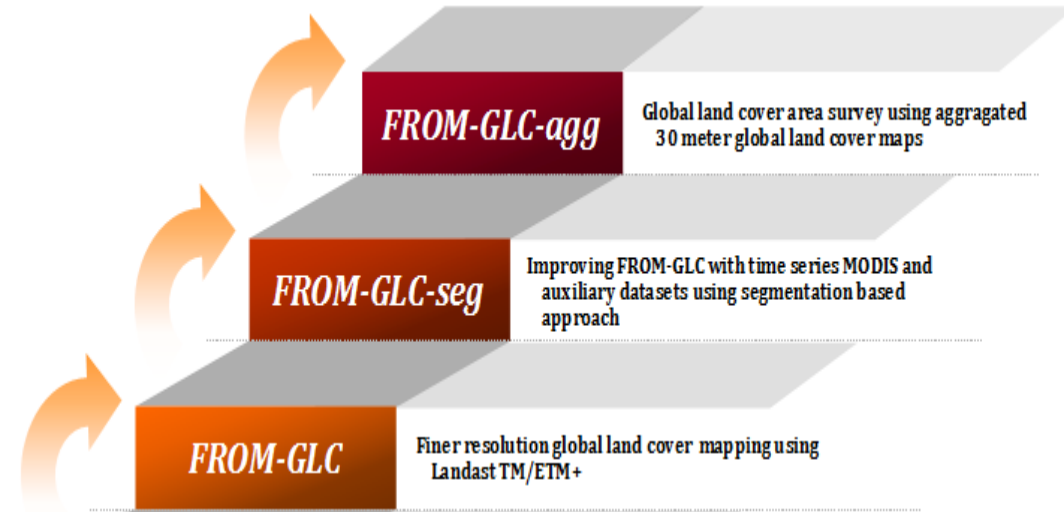 FROM-GLC-agg
Global land cover area survey using aggragated
30 meter global land cover maps
FROM-GLC-seg
Improving FROM-GLC with time series MODIS and
auxiliary datasets using segmentation based
approach
FROM-GLC
Finer resolution global land cover mapping using
Landast TM/ETM+